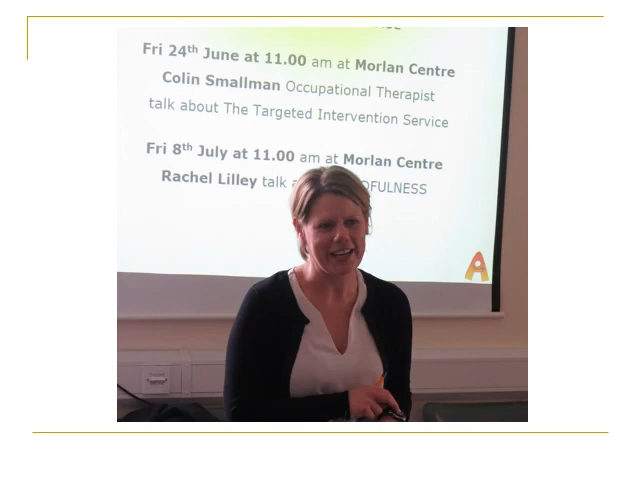 Fri 24th June at 11.00 am at Morlan Centre
Colin Smallman Occupational Therapist
talk about The Targeted Intervention Service
Fri 8th July at 11.00 am at Morlan Centre
Rachel Lilley talk
A